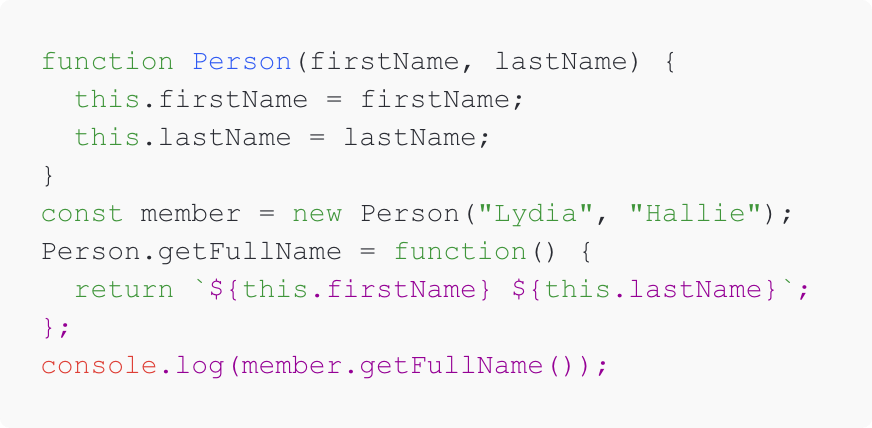 function Person(firstName, lastName) {
  this.firstName = firstName;
  this.lastName = lastName;
}
const member = new Person("Lydia", "Hallie");
Person.getFullName = function() {
  return `${this.firstName} ${this.lastName}`;
};
console.log(member.getFullName());